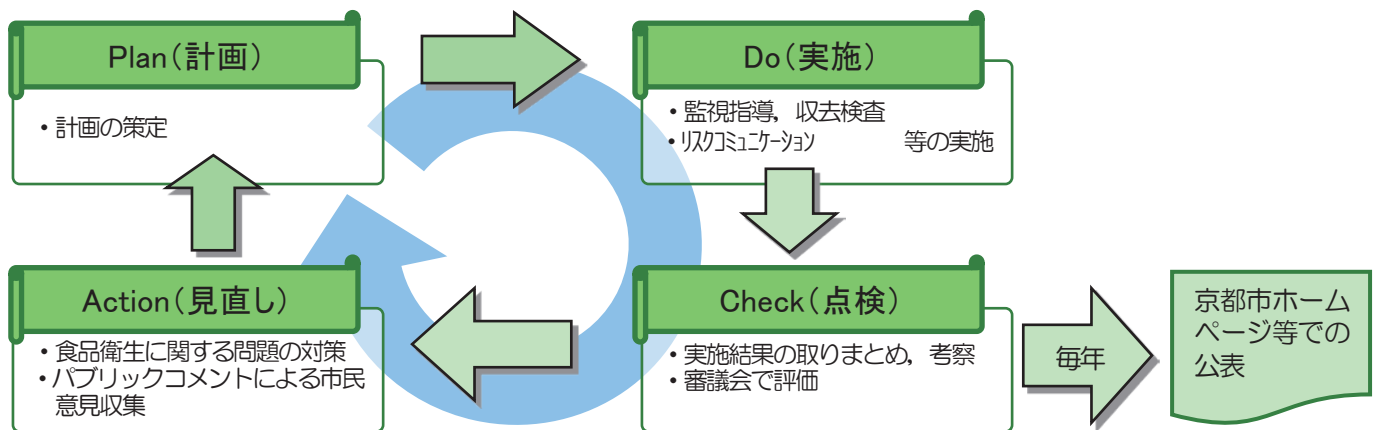 Plan（計画）
・計画の策定
Do（実施）
・監視指導，収去検査
・ﾘｽｸｺﾐｭﾆｹｰｼｮﾝ　　　　等の実施
Action（見直し）
・食品衛生に関する問題の対策
・パブリックコメントによる市民
意見収集
Check（点検）
・実施結果の取りまとめ，考察
・審議会で評価
毎年
京都市ホーム
ページ等での
公表